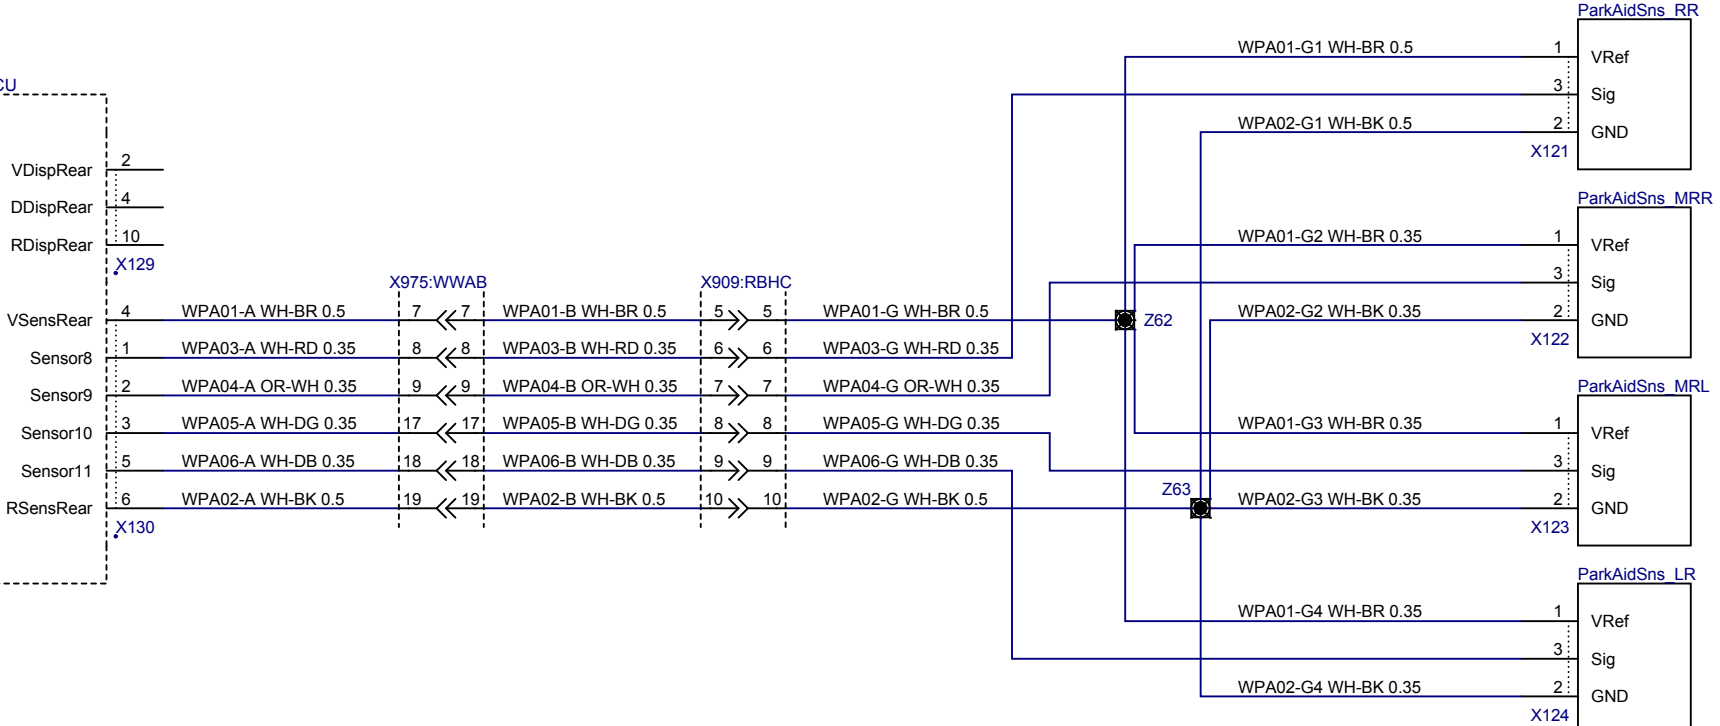 ParkAidSns_RR
WPA01-G1 WH-BR 0.5
1
VRef
3
Sig
WPA02-G1 WH-BK 0.5
2
GND
X121
CU
VDispRear
2
DDispRear
4
RDispRear
10
X129
ParkAidSns_MRR
WPA01-G2 WH-BR 0.35
1
VRef
3
Sig
WPA02-G2 WH-BK 0.35
2
GND
X122
X975:WWAB
X909:RBHC
VSensRear 4 WPA01-A WH-BR 0.5 7 7 WPA01-B WH-BR 0.5 5 5 WPA01-G WH-BR 0.5
Z62
Sensor8 1 WPA03-A WH-RD 0.35 8 8 WPA03-B WH-RD 0.35 6 6 WPA03-G WH-RD 0.35
Sensor9 2 WPA04-A OR-WH 0.35 9 9 WPA04-B OR-WH 0.35 7 7 WPA04-G OR-WH 0.35
Sensor10 3 WPA05-A WH-DG 0.35 17 17 WPA05-B WH-DG 0.35 8 8 WPA05-G WH-DG 0.35
Sensor11 5 WPA06-A WH-DB 0.35 18 18 WPA06-B WH-DB 0.35 9 9 WPA06-G WH-DB 0.35
RSensRear 6 WPA02-A WH-BK 0.5 19 19 WPA02-B WH-BK 0.5 10 10 WPA02-G WH-BK 0.5
Z63
X130
ParkAidSns_MRL
WPA01-G3 WH-BR 0.35
1
VRef
3
Sig
WPA02-G3 WH-BK 0.35
2
GND
X123
ParkAidSns_LR
WPA01-G4 WH-BR 0.35
1
VRef
3
Sig
WPA02-G4 WH-BK 0.35
2
GND
X124